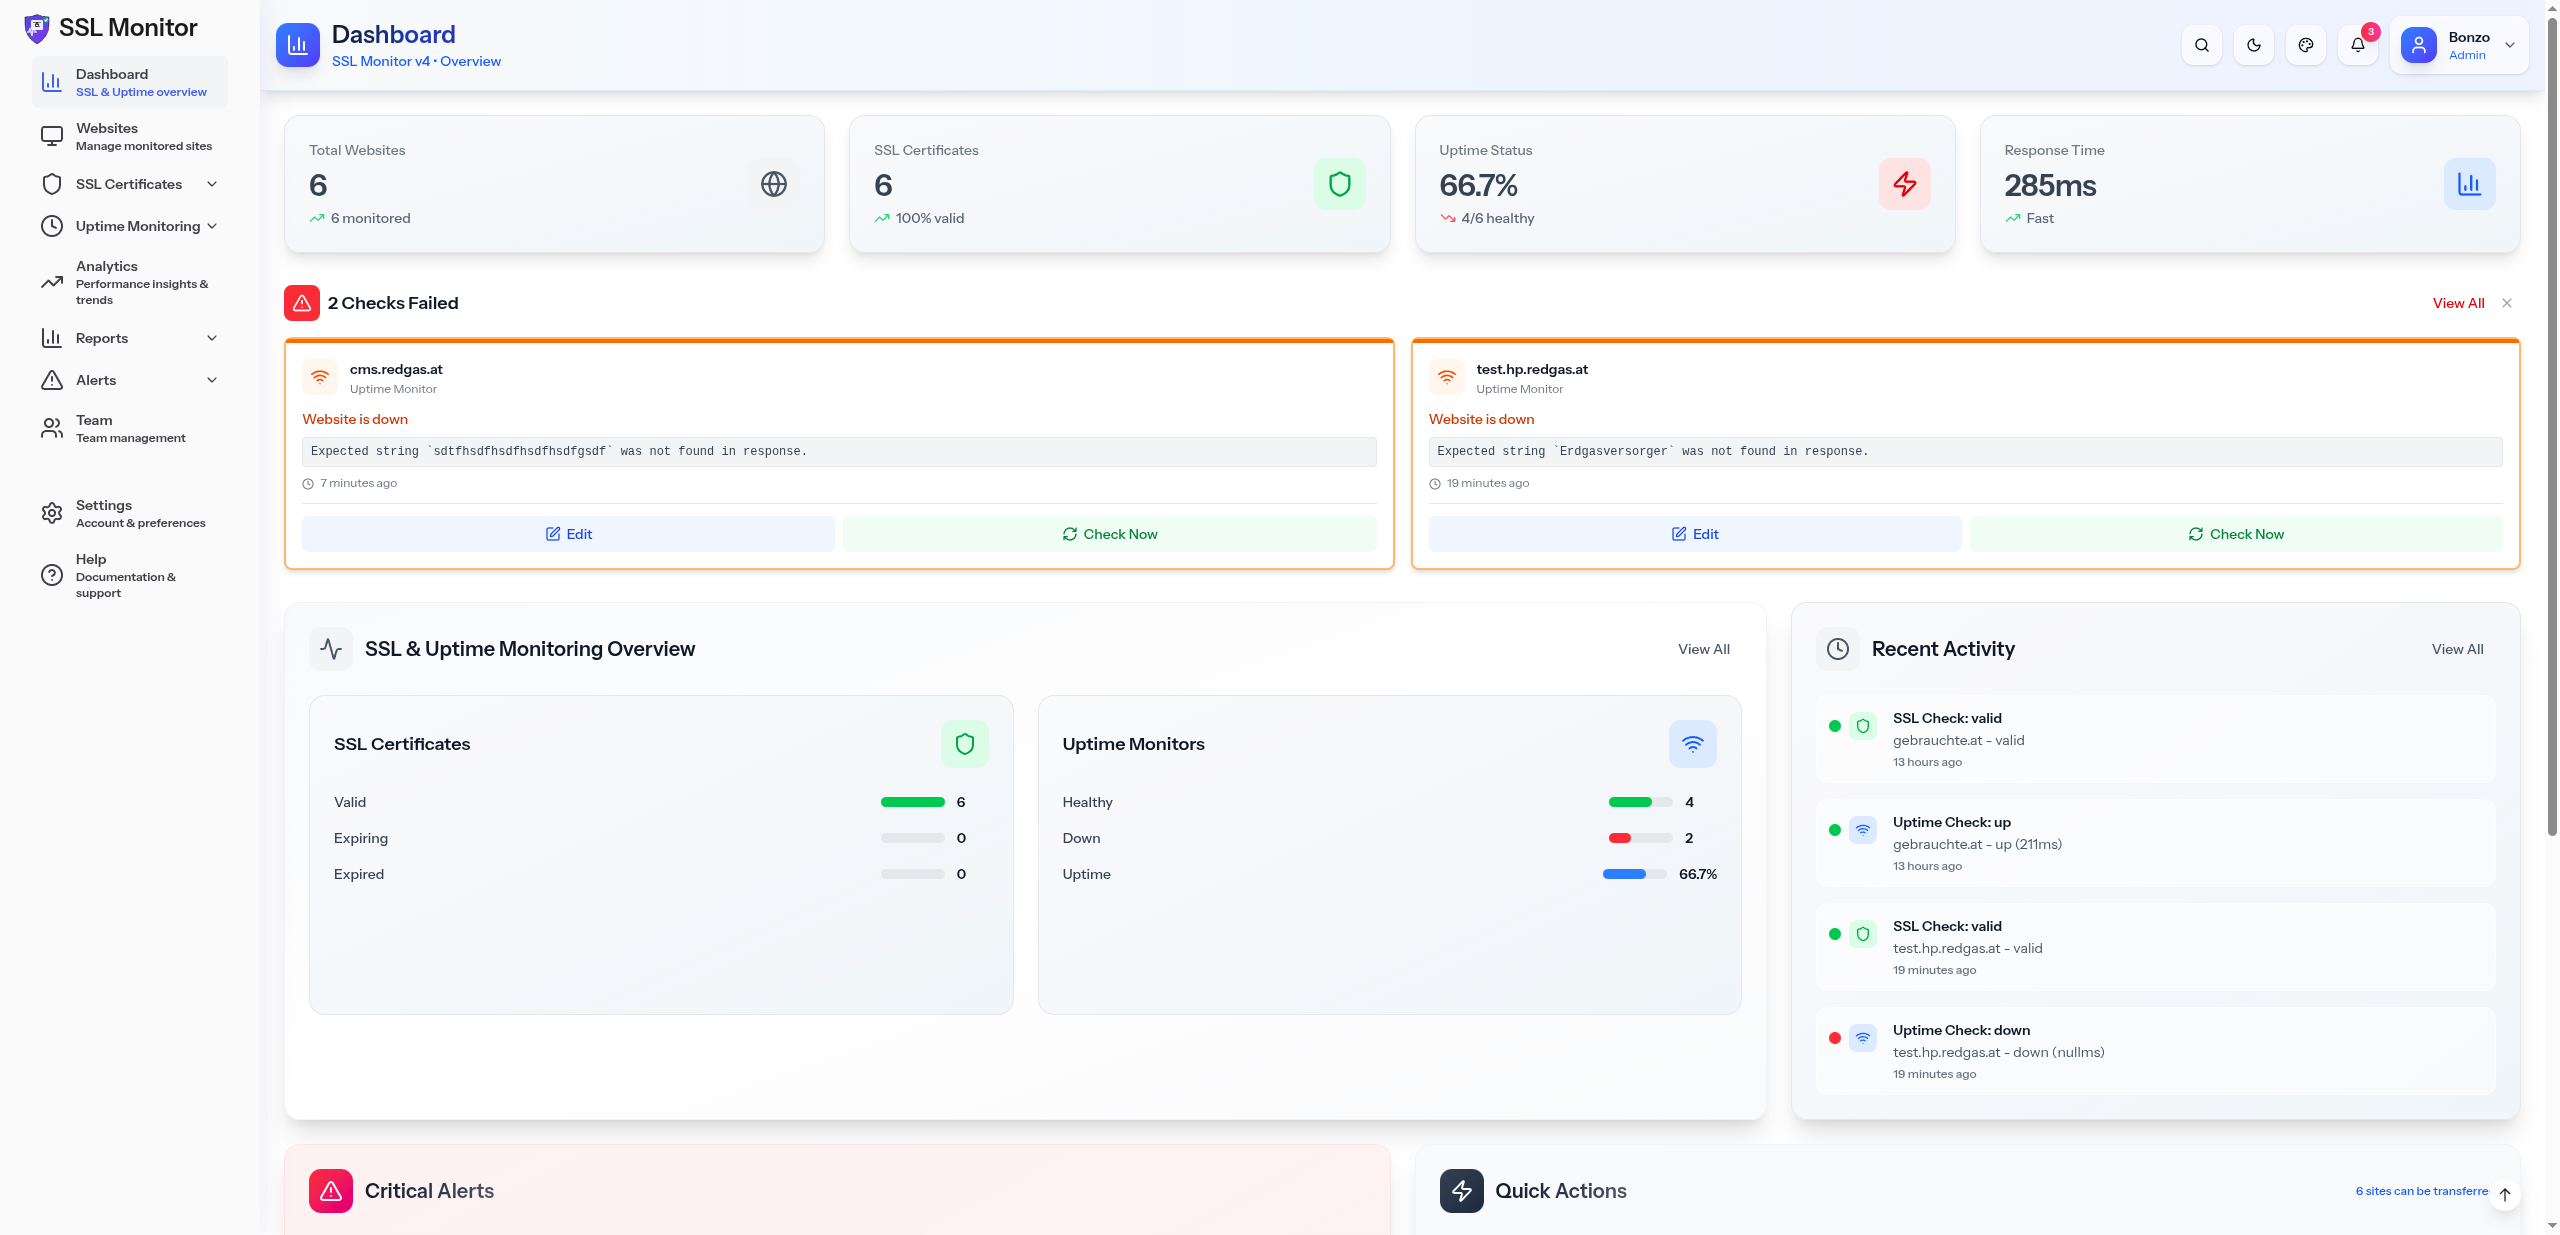 SSL Monitor
Dashboard
SSL & Uptime overview
Websites
Manage monitored sites
SSL Certificates
Uptime Monitoring
Analytics
Performance insights &
trends
Reports
Alerts
Team
Team management
Settings
Account & preferences
Help
Documentation &
support
Dashboard
SSL Monitor v4 • Overview
3
Bonzo
Admin
Total Websites
6
6 monitored
SSL Certificates
6
100% valid
Uptime Status
66.7%
4/6 healthy
Response Time
285ms
Fast
2 Checks Failed
View All
cms.redgas.at
Uptime Monitor
Website is down
Expected string `sdtfhsdfhsdfhsdfhsdfgsdf` was not found in response.
7 minutes ago
Edit
Check Now
test.hp.redgas.at
Uptime Monitor
Website is down
Expected string `Erdgasversorger` was not found in response.
19 minutes ago
Edit
Check Now
SSL & Uptime Monitoring Overview
View All
SSL Certificates
Valid 6
Expiring 0
Expired 0
Uptime Monitors
Healthy 4
Down 2
Uptime 66.7%
Recent Activity
View All
SSL Check: valid
gebrauchte.at - valid
13 hours ago
Uptime Check: up
gebrauchte.at - up (211ms)
13 hours ago
SSL Check: valid
test.hp.redgas.at - valid
19 minutes ago
Uptime Check: down
test.hp.redgas.at - down (nullms)
19 minutes ago
Critical Alerts
Quick Actions
6 sites can be transferre